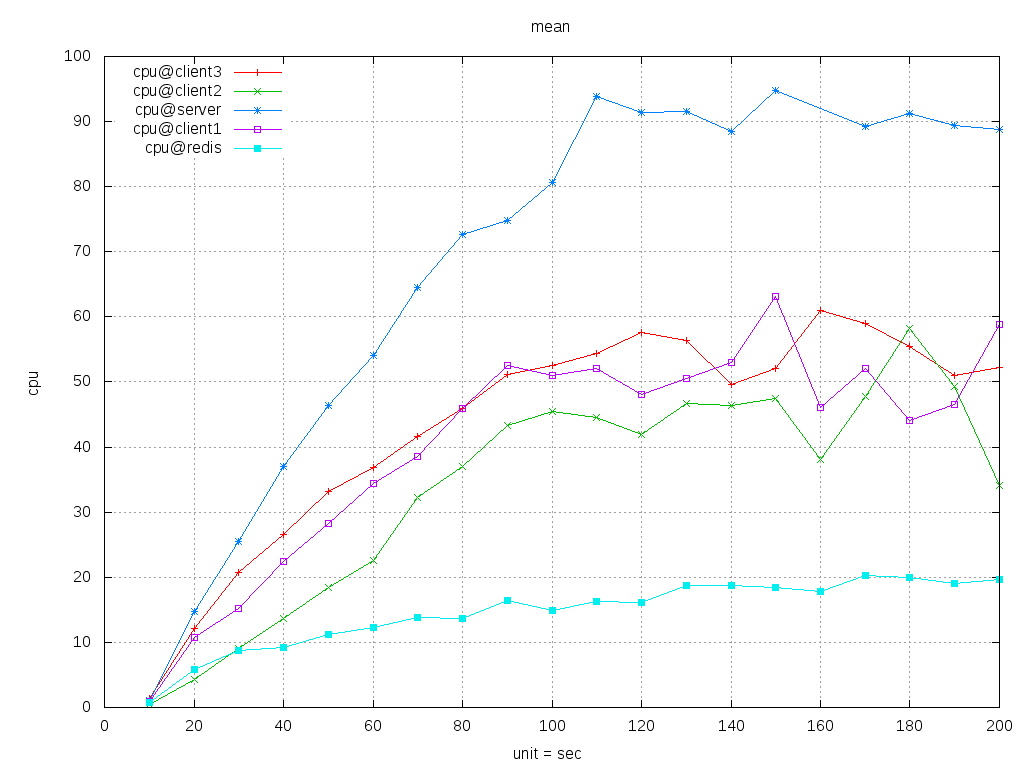 mean
100
90
80
70
60
50
40
30
20
10
0
cpu@client3
cpu@client2
cpu@server
cpu@client1
cpu@redis
cpu
0 20 40 60 80 100 120 140 160 180 200
unit = sec